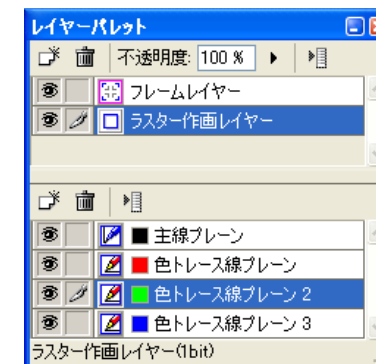 レイヤーパレット
不透明度: 100 %
フレームレイヤー
ラスター作画レイヤー
主線プレーン
色トレース線プレーン
色トレース線プレーン 2
色トレース線プレーン 3
ラスター作画レイヤー(1bit)